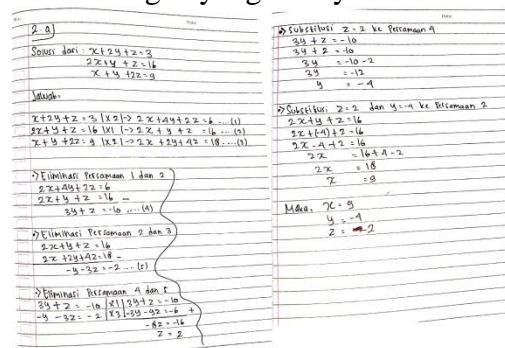 2.a)
Solusi dari : x+2y+z=3
2x+y+z=16
x+y+2z=9
Jawab:
x+2y+z=3 |x2|-> 2x+4y+2z=6 ...(1)
2x+y+z=16 |x1|-> 2x+y+z=16 ...(2)
x+y+2z=9 |x2|-> 2x+2y+4z=18 ...(3)
•> Eliminasi Persamaan 1 dan 2
2x+4y+2z=6
2x+y+z=16 -
3y+z=-10 ...(4)
•> Eliminasi Persamaan 2 dan 3
2x+y+z=16
2x+2y+4z=18 -
-y-3z=-2 ...(5)
•> Eliminasi Persamaan 4 dan 5
3y+z=-10 |x1| 3y+z=-10
-y-3z=-2 |x3| -3y-9z=-6 +
-8z=-16
z=2
•> Substitusi z=2 ke Persamaan 4
3y+z=-10
3y+2=-10
3y=-10-2
3y=-12
y=-4
•> Substitusi z=2 dan y=-4 ke Persamaan 2
2x+y+z=16
2x+(-4)+2=16
2x-4+2=16
2x=16+4-2
2x=18
x=9
Maka, x=9
y=-4
z=2